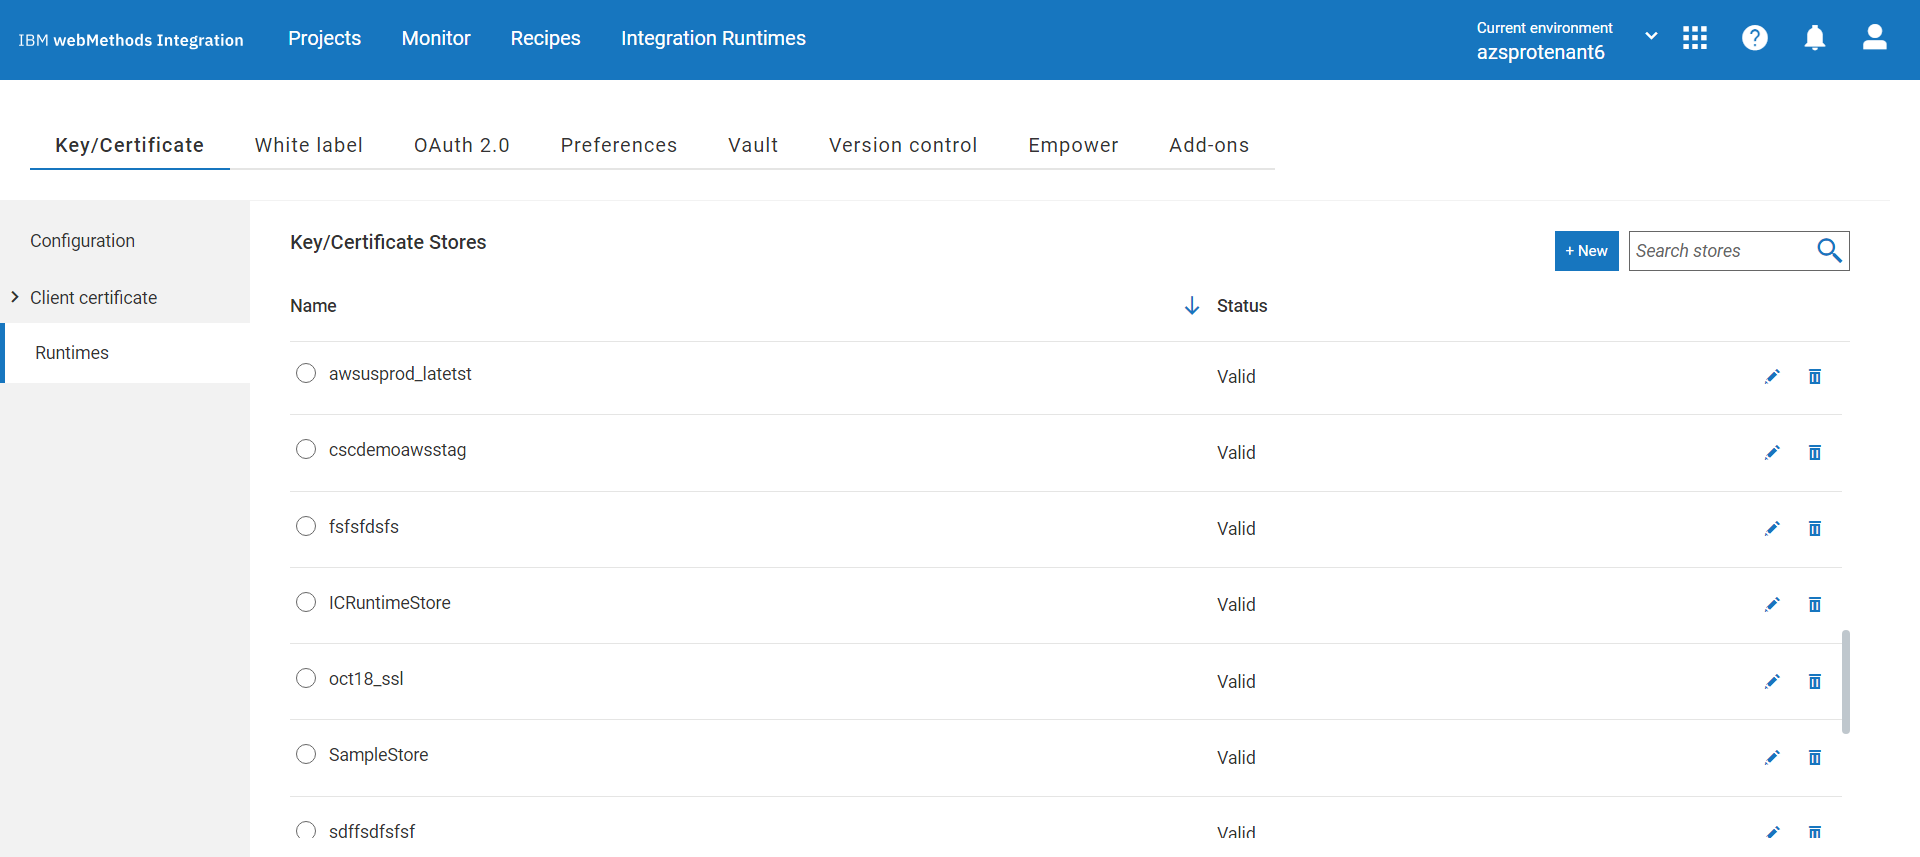 IBM webMethods Integration
Projects
Monitor
Recipes
Integration Runtimes
Current environment
azsprotenant6
Key/Certificate
White label
OAuth 2.0
Preferences
Vault
Version control
Empower
Add-ons
Configuration
Client certificate
Runtimes
Key/Certificate Stores
+ New
Search stores
Name
Status
awsusprod_latetst
Valid
cscdemoawsstag
Valid
fsfsfdsfs
Valid
ICRuntimeStore
Valid
oct18_ssl
Valid
SampleStore
Valid
sdffsdfsfsf
Valid